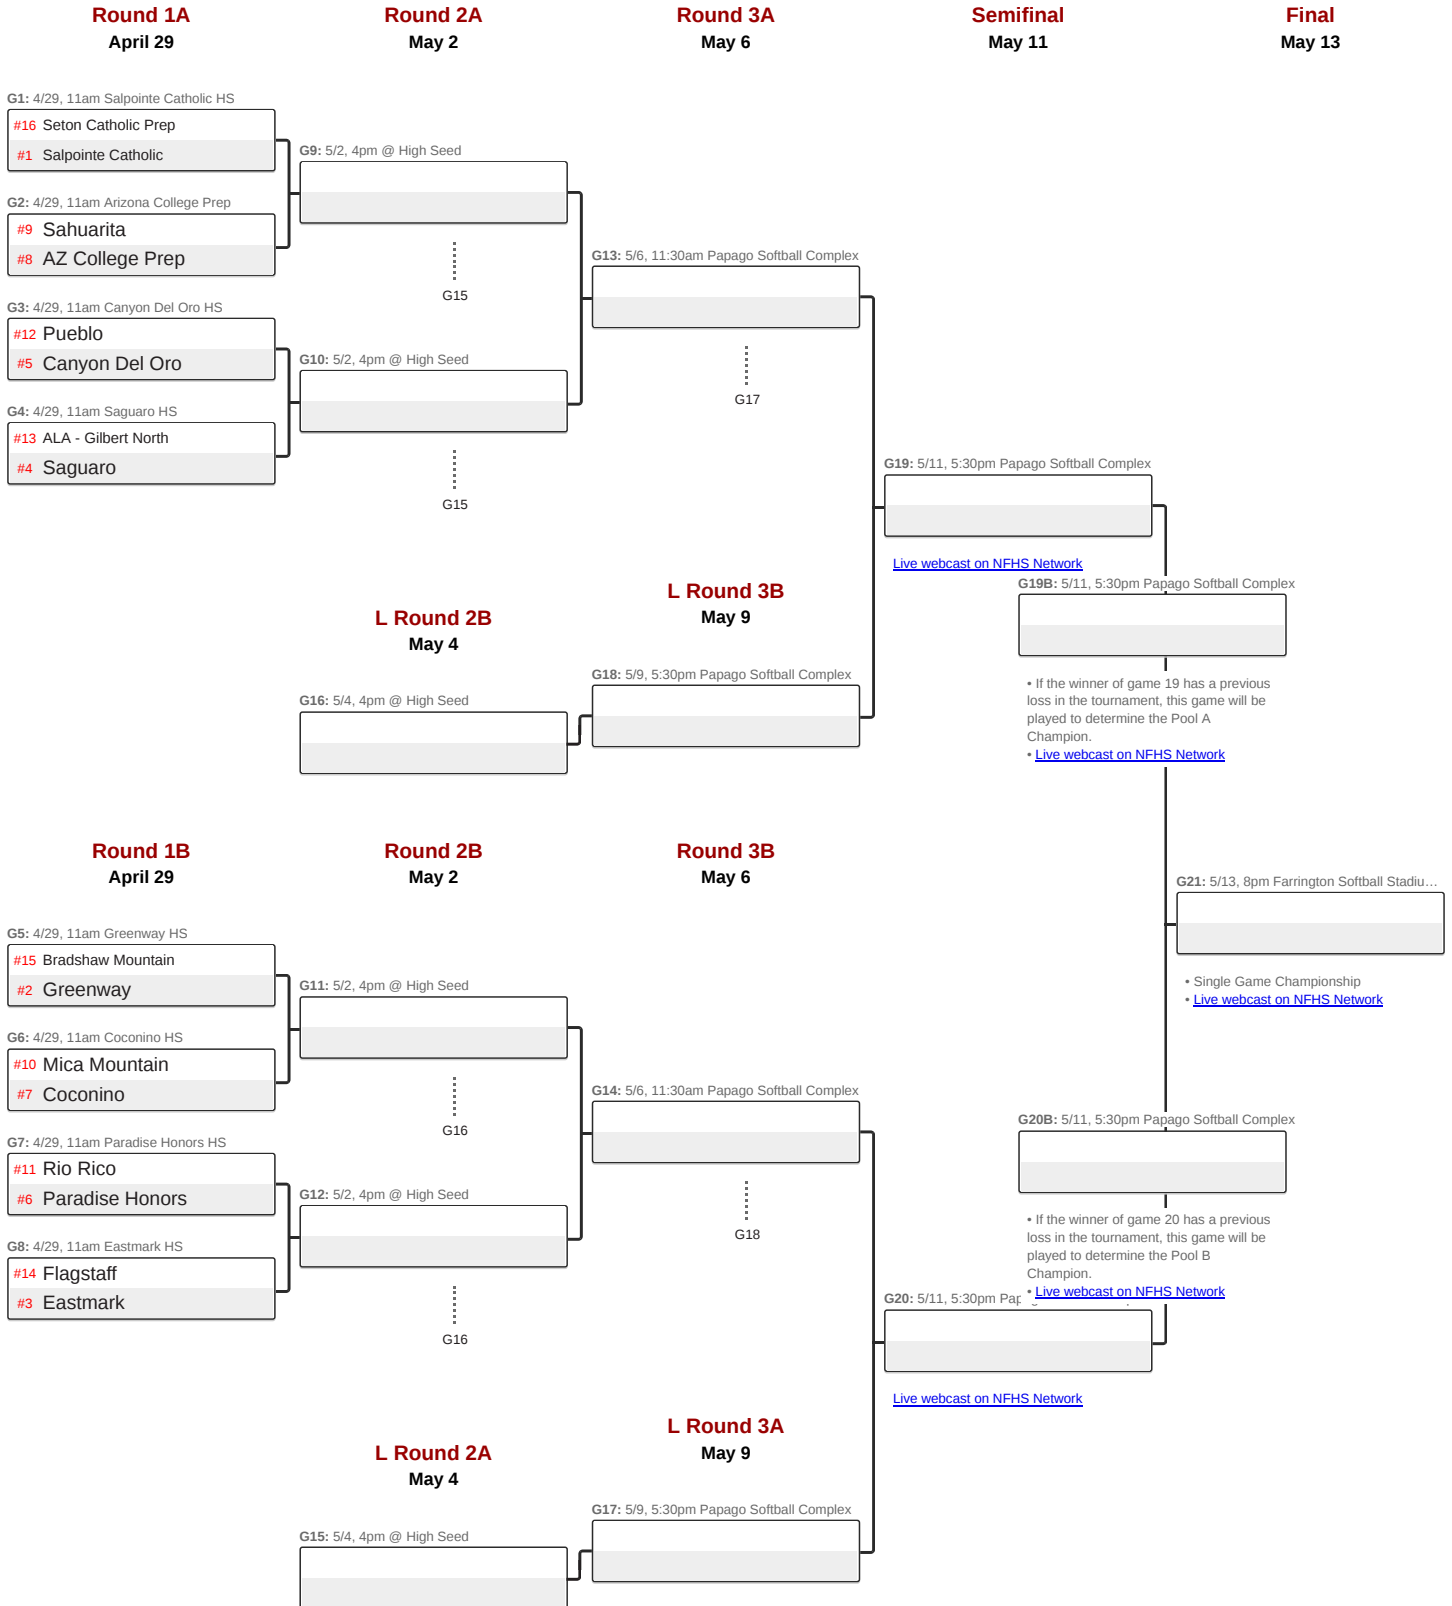 Round 1A
April 29
Round 2A
May 2
Round 3A
May 6
Semifinal
May 11
Final
May 13
G1: 4/29, 11am Salpointe Catholic HS
#16 Seton Catholic Prep
#1 Salpointe Catholic
G9: 5/2, 4pm @ High Seed
G2: 4/29, 11am Arizona College Prep
#9 Sahuarita
#8 AZ College Prep
G15
G13: 5/6, 11:30am Papago Softball Complex
G3: 4/29, 11am Canyon Del Oro HS
#12 Pueblo
#5 Canyon Del Oro
G10: 5/2, 4pm @ High Seed
G17
G4: 4/29, 11am Saguaro HS
#13 ALA - Gilbert North
#4 Saguaro
G15
G19: 5/11, 5:30pm Papago Softball Complex
Live webcast on NFHS Network
G19B: 5/11, 5:30pm Papago Softball Complex
L Round 3B
May 9
L Round 2B
May 4
G18: 5/9, 5:30pm Papago Softball Complex
G16: 5/4, 4pm @ High Seed
• If the winner of game 19 has a previous
loss in the tournament, this game will be
played to determine the Pool A
Champion.
• Live webcast on NFHS Network
Round 1B
April 29
Round 2B
May 2
Round 3B
May 6
G21: 5/13, 8pm Farrington Softball Stadiu…
• Single Game Championship
• Live webcast on NFHS Network
G5: 4/29, 11am Greenway HS
#15 Bradshaw Mountain
#2 Greenway
G11: 5/2, 4pm @ High Seed
G6: 4/29, 11am Coconino HS
#10 Mica Mountain
#7 Coconino
G16
G14: 5/6, 11:30am Papago Softball Complex
G7: 4/29, 11am Paradise Honors HS
#11 Rio Rico
#6 Paradise Honors
G12: 5/2, 4pm @ High Seed
G18
G8: 4/29, 11am Eastmark HS
#14 Flagstaff
#3 Eastmark
G16
G20B: 5/11, 5:30pm Papago Softball Complex
• If the winner of game 20 has a previous
loss in the tournament, this game will be
played to determine the Pool B
Champion.
• Live webcast on NFHS Network
G20: 5/11, 5:30pm
Live webcast on NFHS Network
L Round 3A
May 9
L Round 2A
May 4
G17: 5/9, 5:30pm Papago Softball Complex
G15: 5/4, 4pm @ High Seed